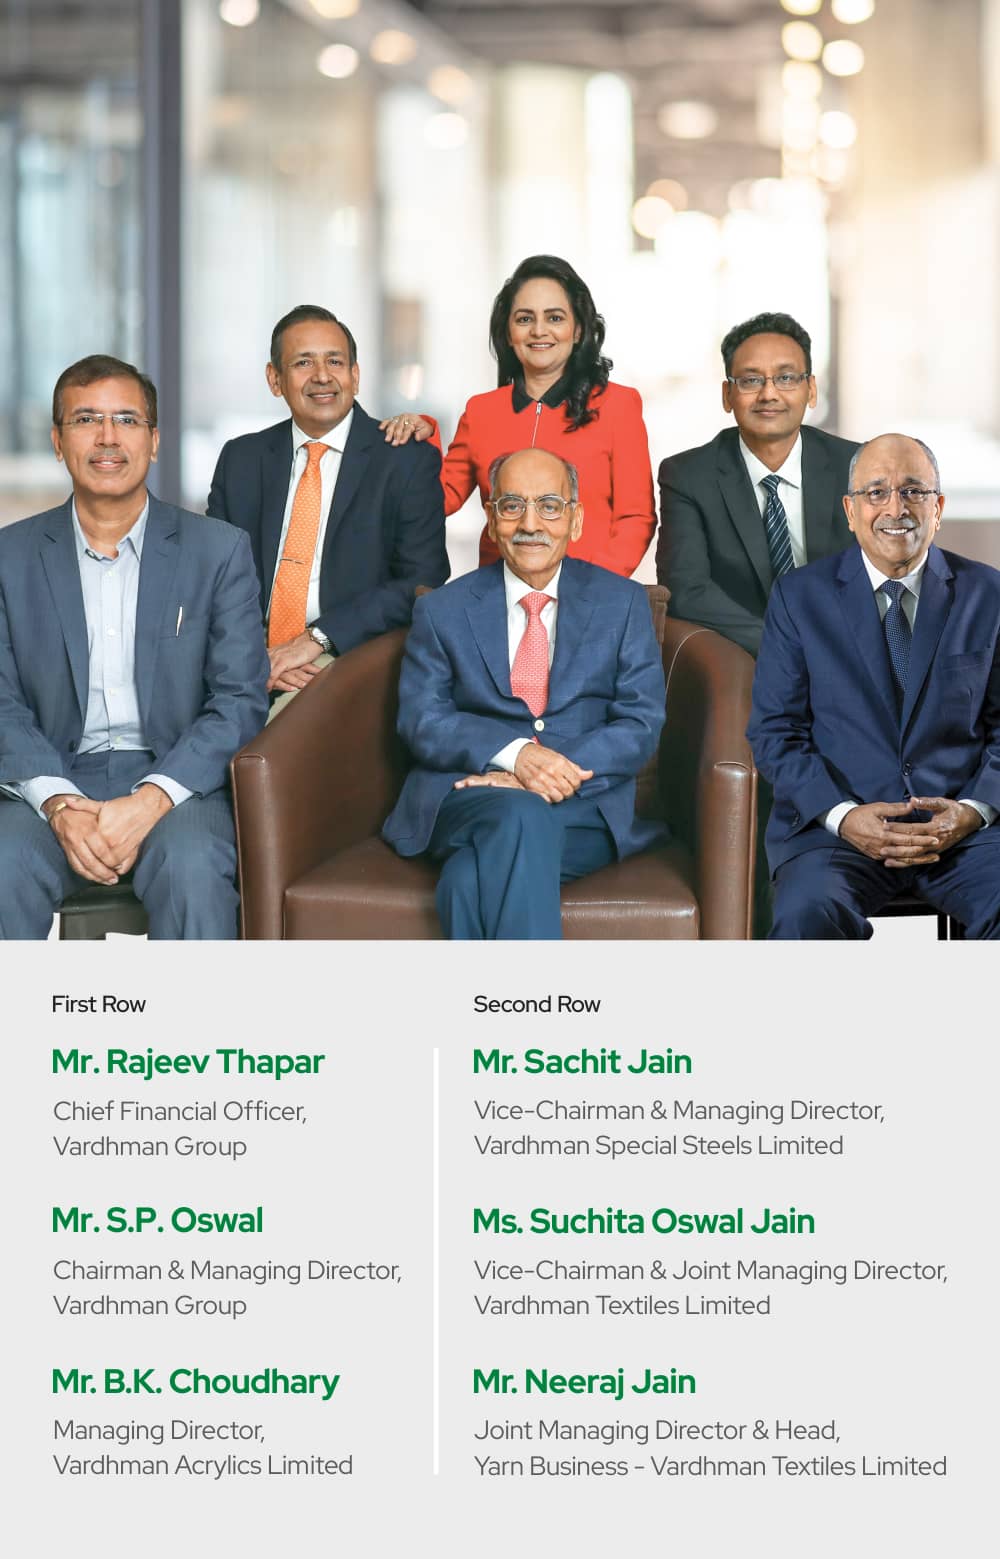 First Row
Mr. Rajeev Thapar
Chief Financial Officer,
Vardhman Group
Mr. S.P. Oswal
Chairman & Managing Director,
Vardhman Group
Mr. B.K. Choudhary
Managing Director,
Vardhman Acrylics Limited
Second Row
Mr. Sachit Jain
Vice-Chairman & Managing Director,
Vardhman Special Steels Limited
Ms. Suchita Oswal Jain
Vice-Chairman & Joint Managing Director,
Vardhman Textiles Limited
Mr. Neeraj Jain
Joint Managing Director & Head,
Yarn Business - Vardhman Textiles Limited